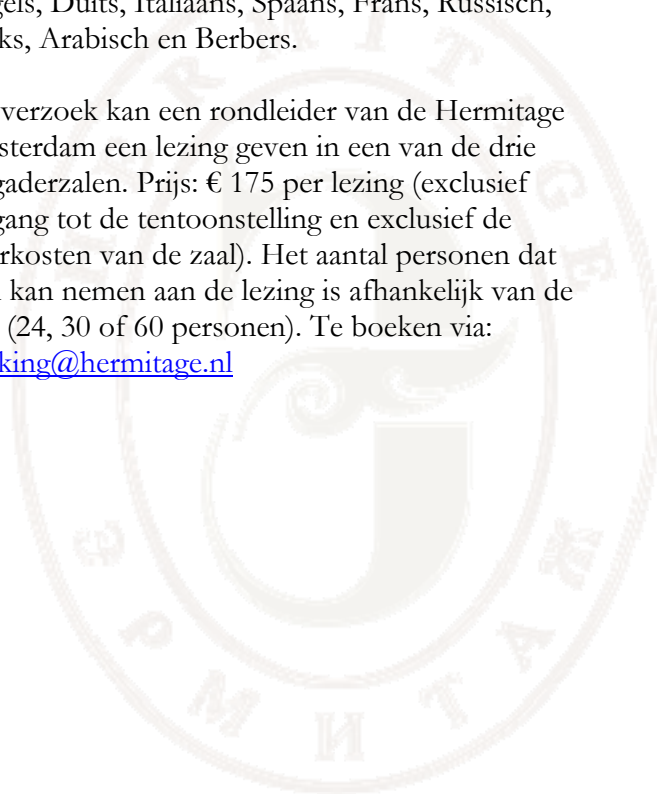 gels, Duits, Italiaans, Spaans, Frans, Russisch,
ks, Arabisch en Berbers.
verzoek kan een rondleider van de Hermitage
sterdam een lezing geven in een van de drie
gaderzalen. Prijs: € 175 per lezing (exclusief
gang tot de tentoonstelling en exclusief de
rkosten van de zaal). Het aantal personen dat
kan nemen aan de lezing is afhankelijk van de
(24, 30 of 60 personen). Te boeken via:
king@hermitage.nl
HERMITAGE
ЭРМИТАЖ